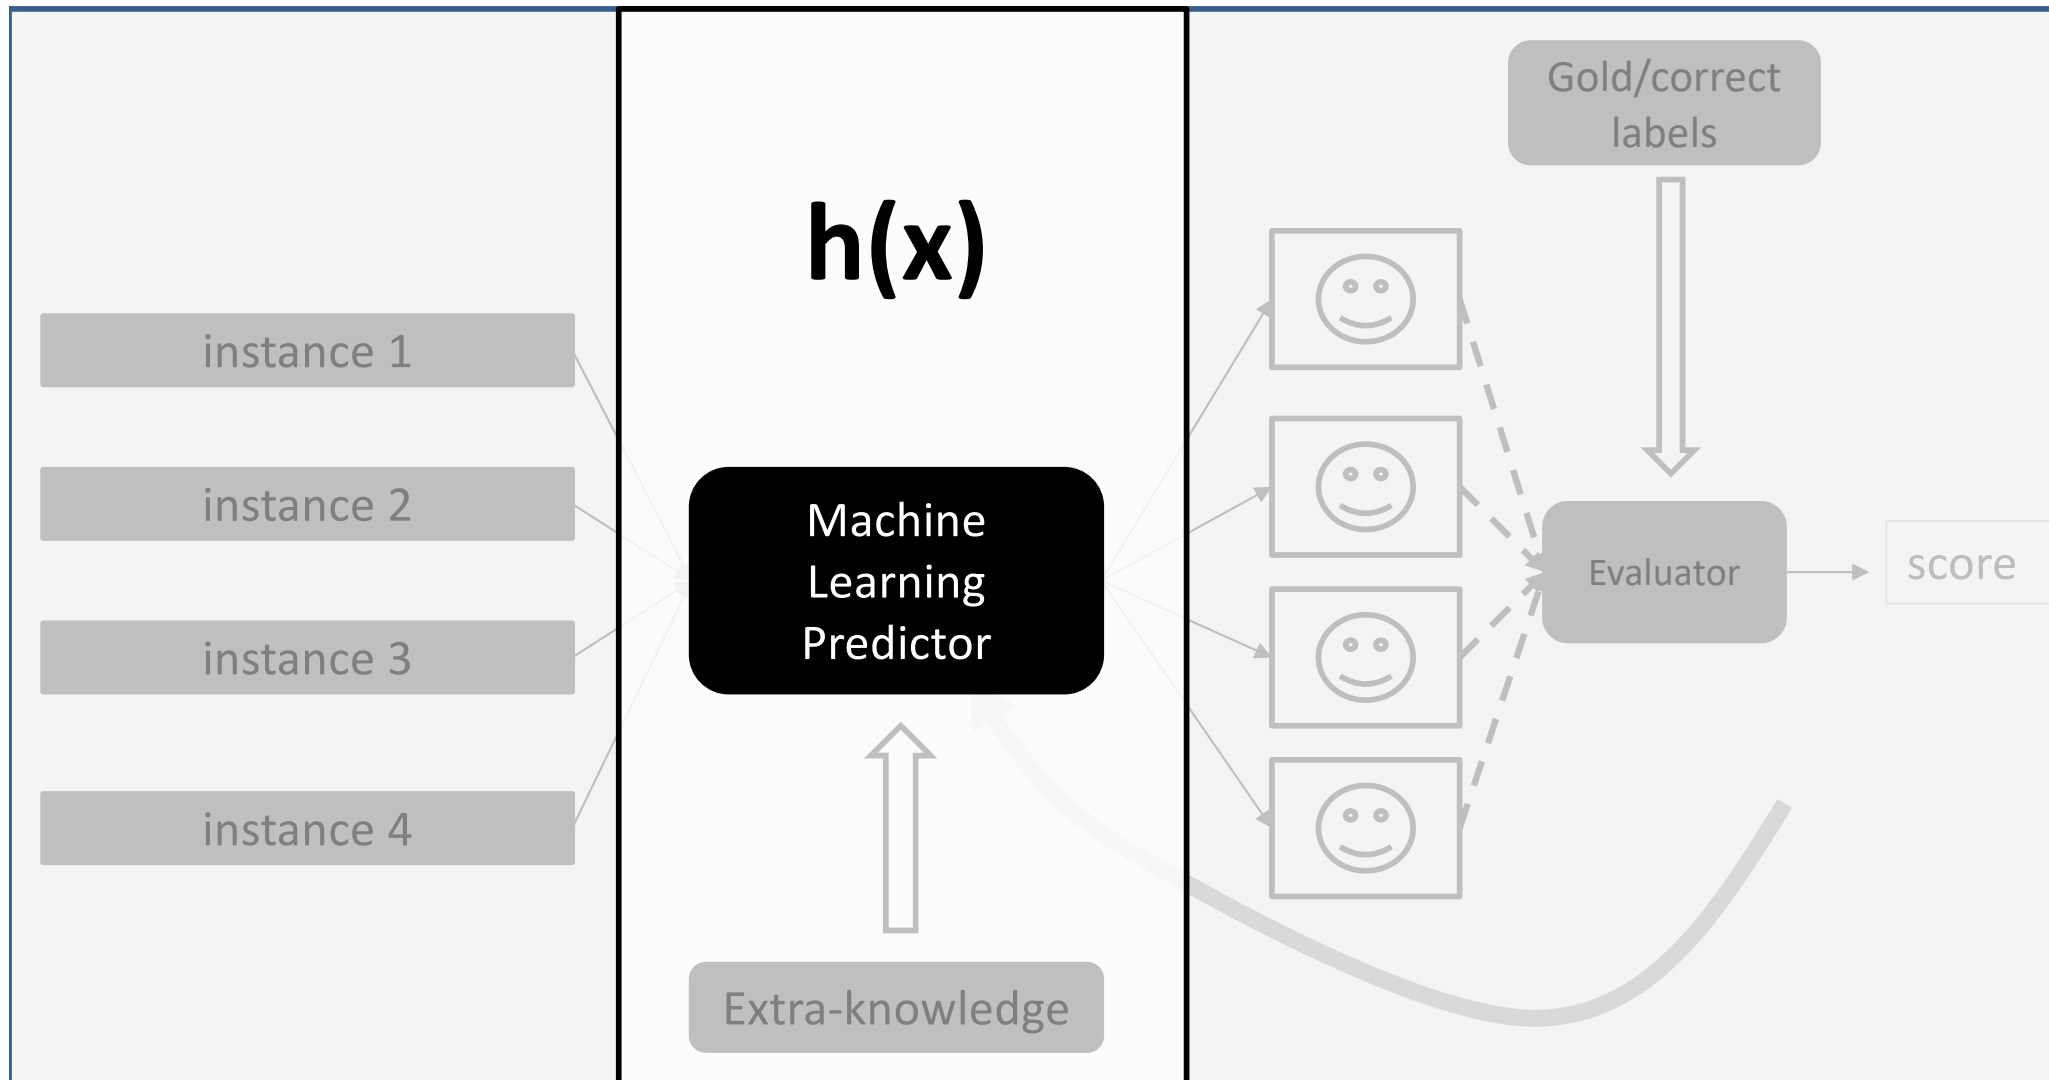 Gold/correct
labels
h(x)
instance 1
instance 2
instance 3
instance 4
Machine
Learning
Predictor
Evaluator
score
Extra-knowledge